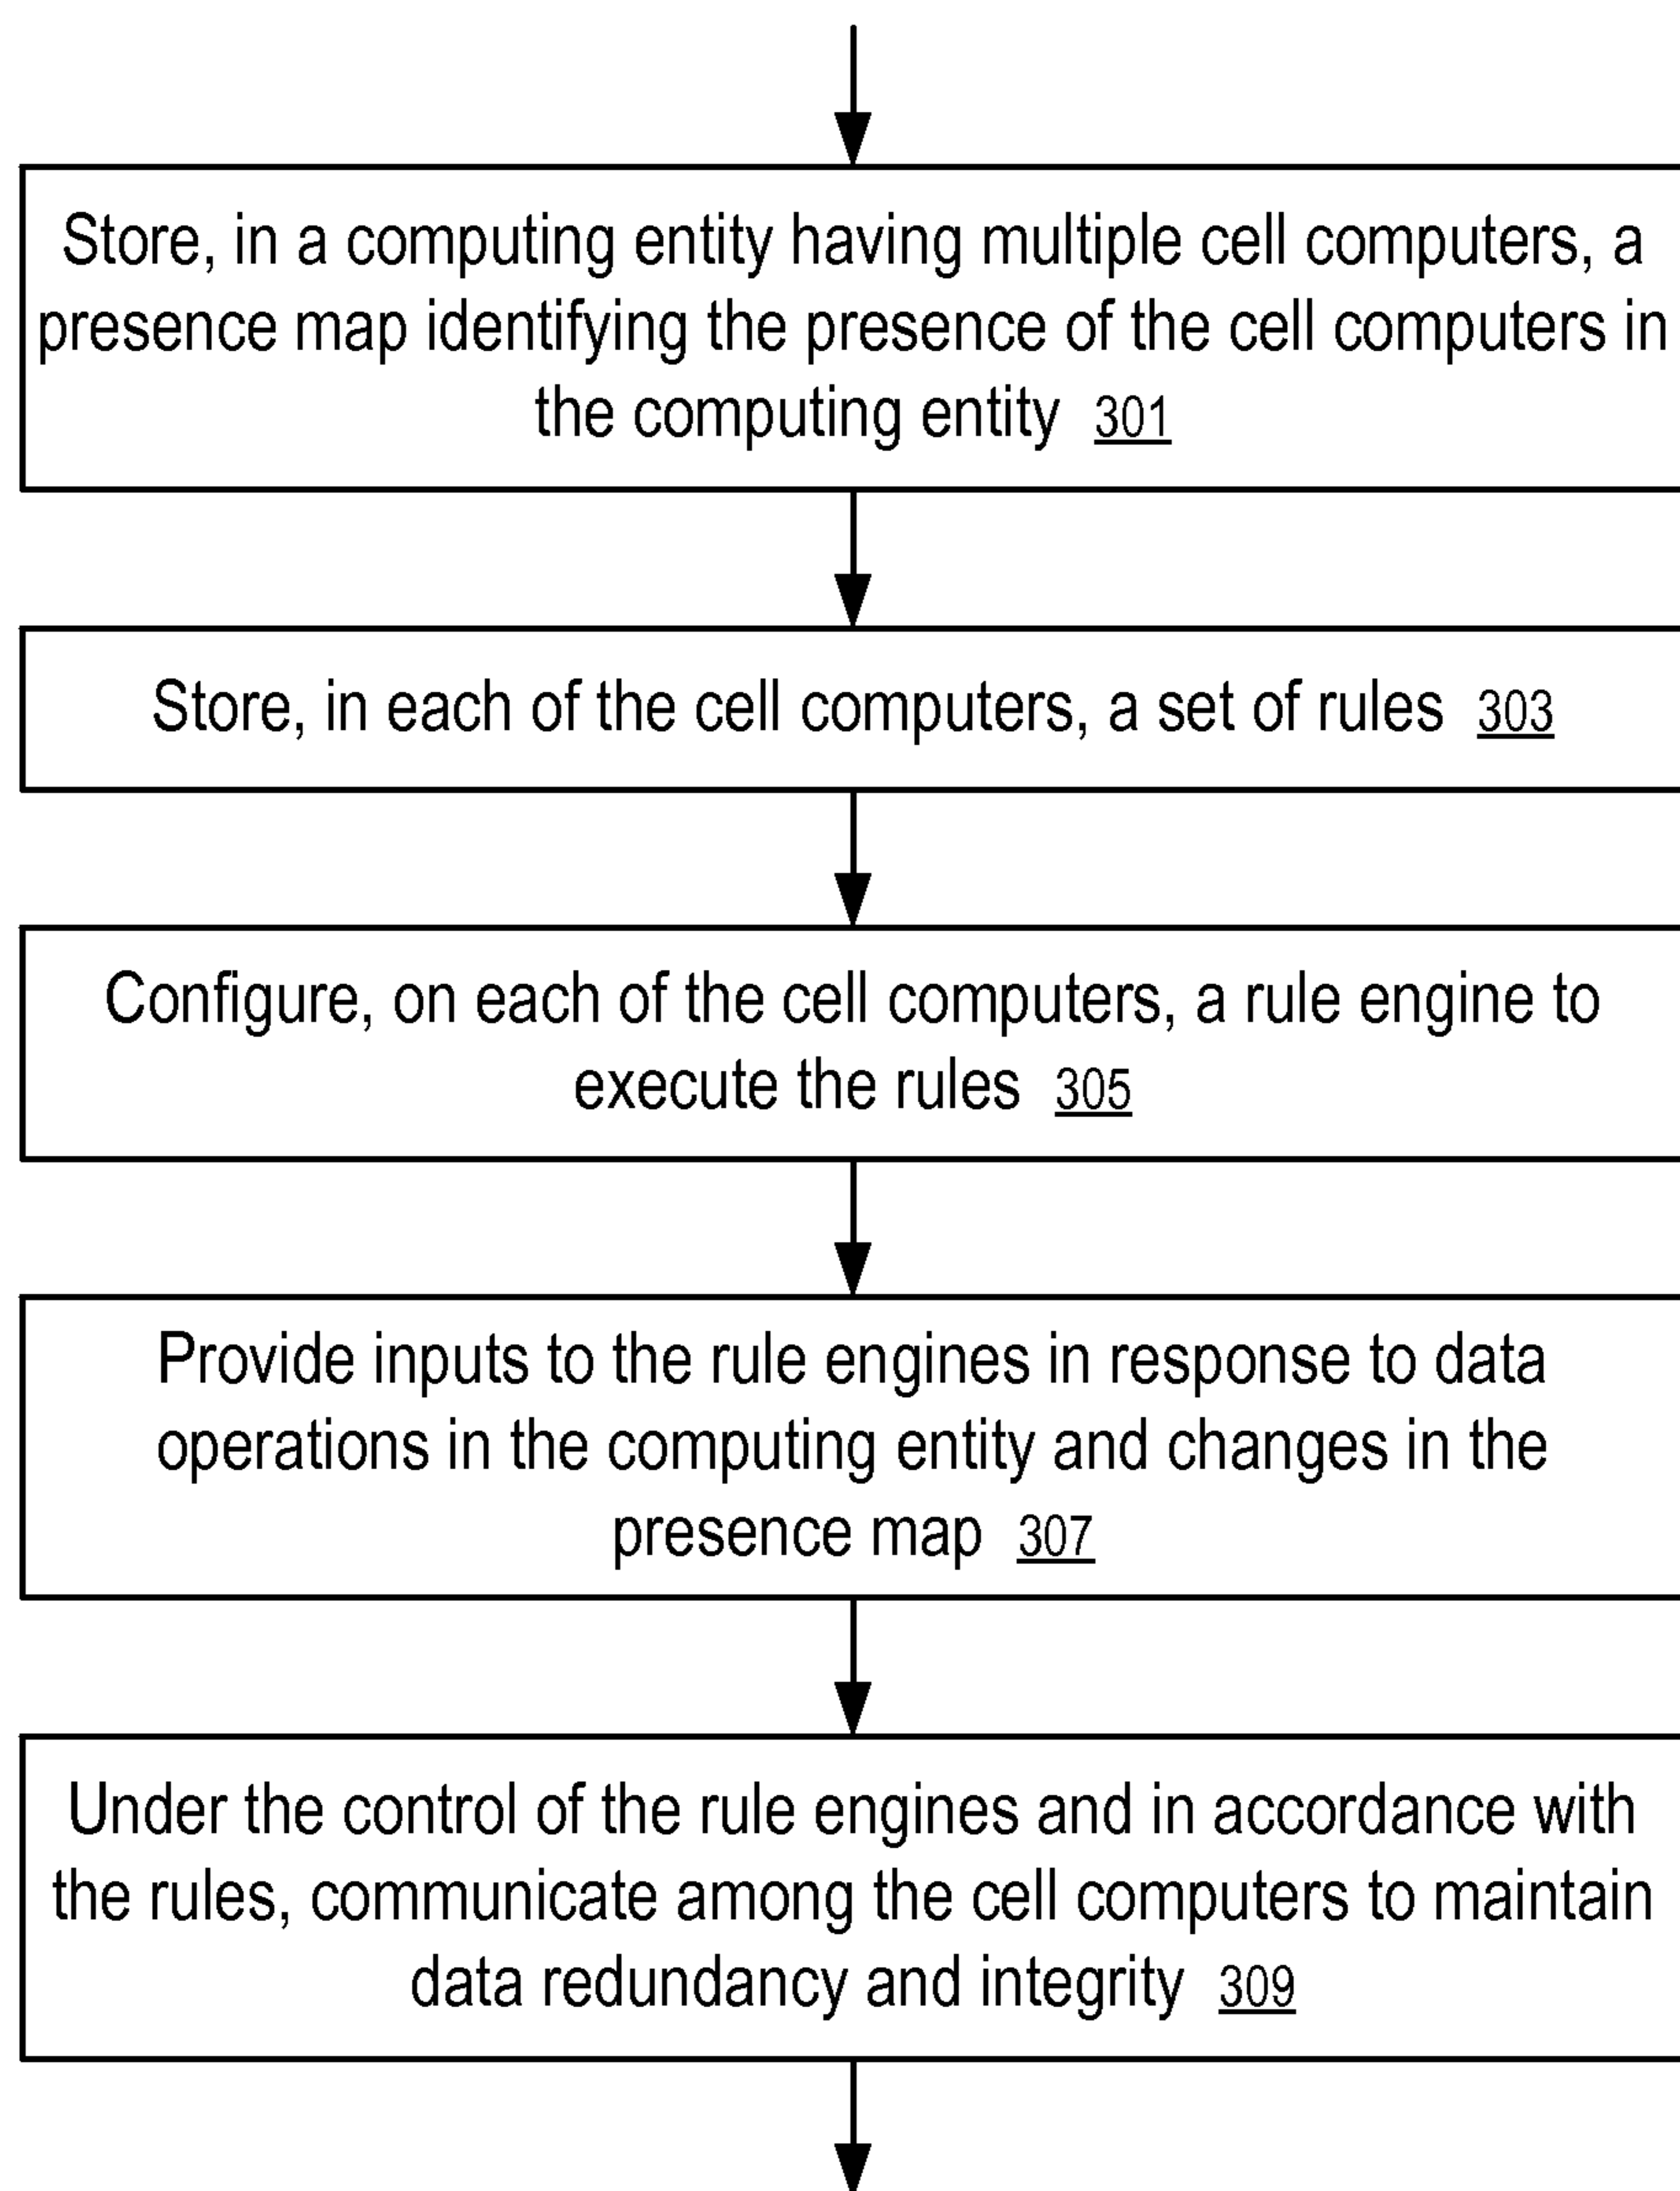 Store, in a computing entity having multiple cell computers, a
presence map identifying the presence of the cell computers in
the computing entity 301
Store, in each of the cell computers, a set of rules 303
Configure, on each of the cell computers, a rule engine to
execute the rules 305
Provide inputs to the rule engines in response to data
operations in the computing entity and changes in the
presence map 307
Under the control of the rule engines and in accordance with
the rules, communicate among the cell computers to maintain
data redundancy and integrity 309